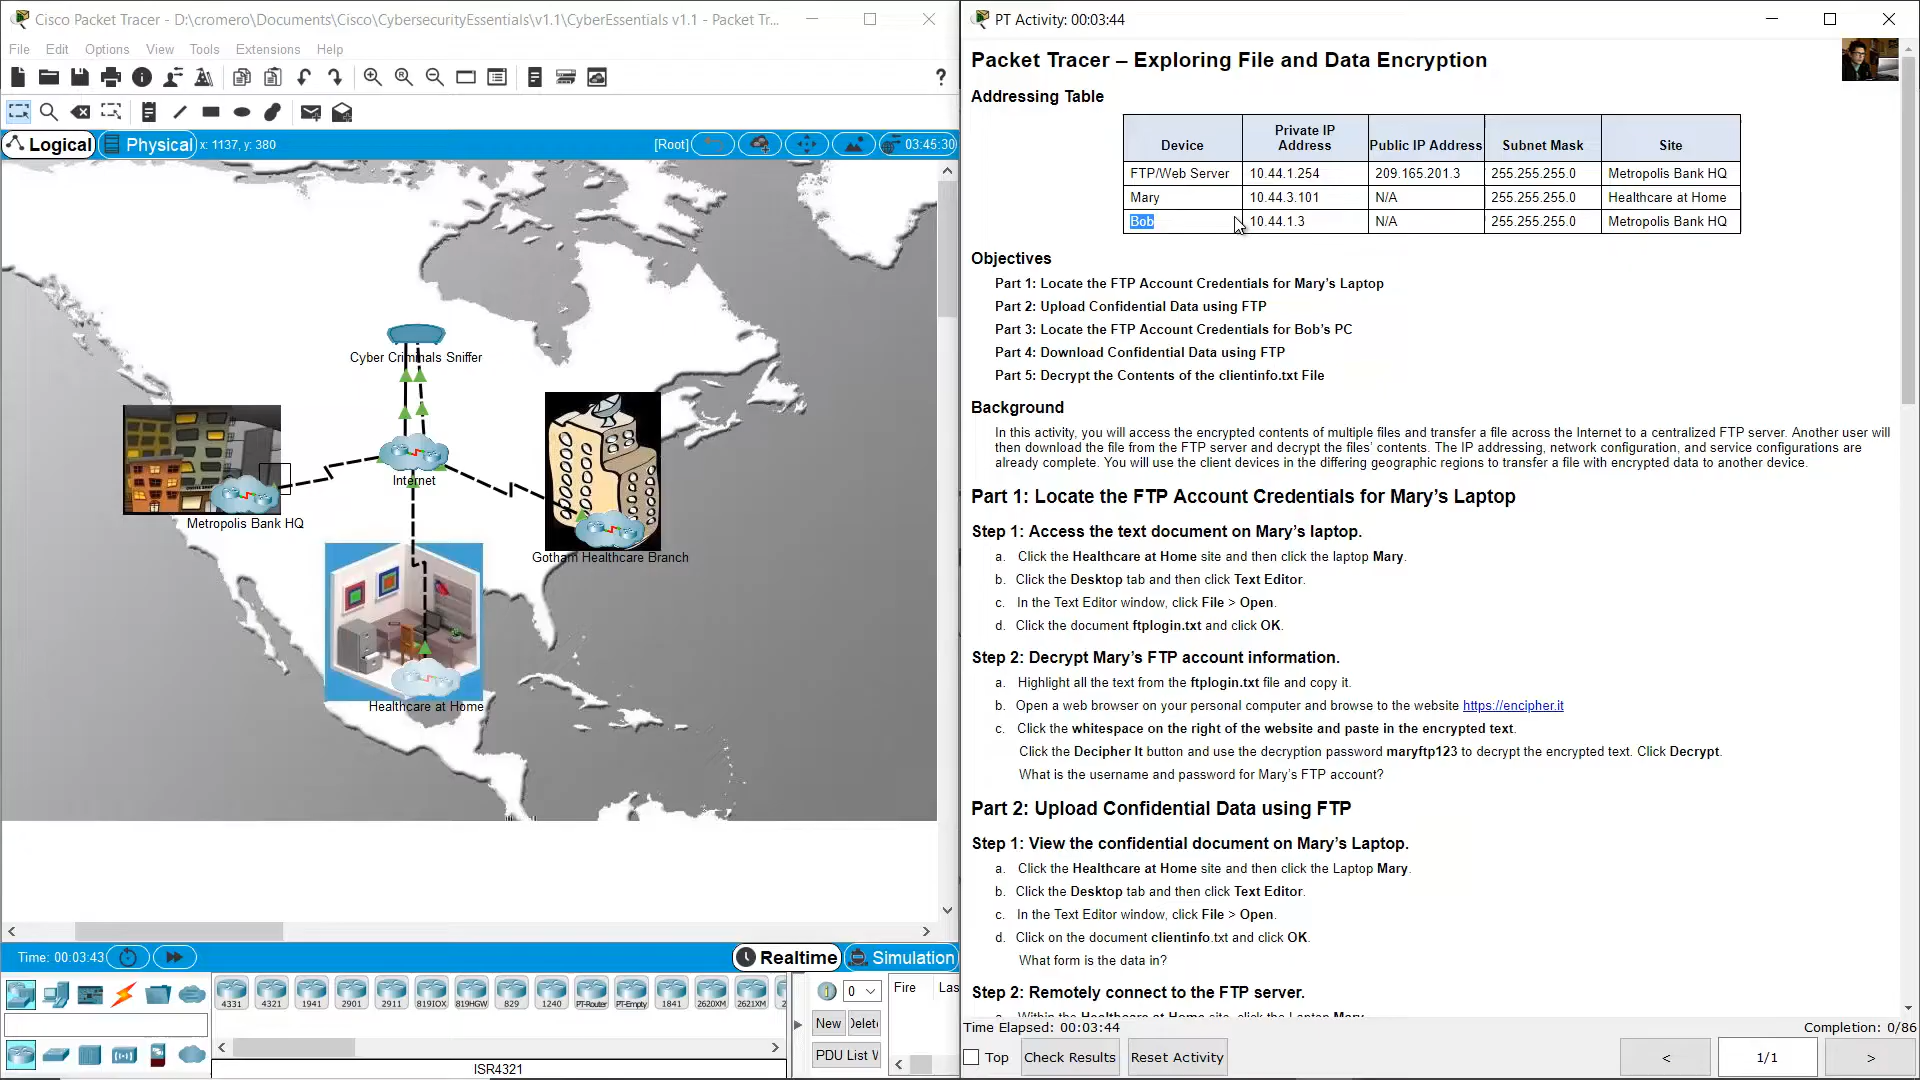 Cisco Packet Tracer - D:\cromero\Documents\Cisco\CybersecurityEssentials\v1.1\CyberEssentials v1.1 - Packet Tr...
File Edit Options View Tools Extensions Help
?
Logical Physical x: 1137, y: 380 [Root] 03:45:30
Cyber Criminals Sniffer
Internet
Metropolis Bank HQ
Gotham Healthcare Branch
Healthcare at Home
Time: 00:03:43 Realtime Simulation
4331 4321 1941 2901 2911 819IOX 819HGW 829 1240 PT-Router PT-Empty 1841 2620XM 2621XM
ISR4321
0 Fire Las
New Delet
PDU List W
PT Activity: 00:03:44
Packet Tracer – Exploring File and Data Encryption
Addressing Table
Device Private IP Address Public IP Address Subnet Mask Site
FTP/Web Server 10.44.1.254 209.165.201.3 255.255.255.0 Metropolis Bank HQ
Mary 10.44.3.101 N/A 255.255.255.0 Healthcare at Home
Bob 10.44.1.3 N/A 255.255.255.0 Metropolis Bank HQ
Objectives
Part 1: Locate the FTP Account Credentials for Mary's Laptop
Part 2: Upload Confidential Data using FTP
Part 3: Locate the FTP Account Credentials for Bob's PC
Part 4: Download Confidential Data using FTP
Part 5: Decrypt the Contents of the clientinfo.txt File
Background
In this activity, you will access the encrypted contents of multiple files and transfer a file across the Internet to a centralized FTP server. Another user will
then download the file from the FTP server and decrypt the files' contents. The IP addressing, network configuration, and service configurations are
already complete. You will use the client devices in the differing geographic regions to transfer a file with encrypted data to another device.
Part 1: Locate the FTP Account Credentials for Mary's Laptop
Step 1: Access the text document on Mary's laptop.
a. Click the Healthcare at Home site and then click the laptop Mary.
b. Click the Desktop tab and then click Text Editor.
c. In the Text Editor window, click File > Open.
d. Click the document ftplogin.txt and click OK.
Step 2: Decrypt Mary's FTP account information.
a. Highlight all the text from the ftplogin.txt file and copy it.
b. Open a web browser on your personal computer and browse to the website https://encipher.it
c. Click the whitespace on the right of the website and paste in the encrypted text.
Click the Decipher It button and use the decryption password maryftp123 to decrypt the encrypted text. Click Decrypt.
What is the username and password for Mary's FTP account?
Part 2: Upload Confidential Data using FTP
Step 1: View the confidential document on Mary's Laptop.
a. Click the Healthcare at Home site and then click the Laptop Mary.
b. Click the Desktop tab and then click Text Editor.
c. In the Text Editor window, click File > Open.
d. Click on the document clientinfo.txt and click OK.
What form is the data in?
Step 2: Remotely connect to the FTP server.
a. Within the Healthcare at Home site, click the Laptop Mary.
Time Elapsed: 00:03:44 Completion: 0/86
Top Check Results Reset Activity < 1/1 >